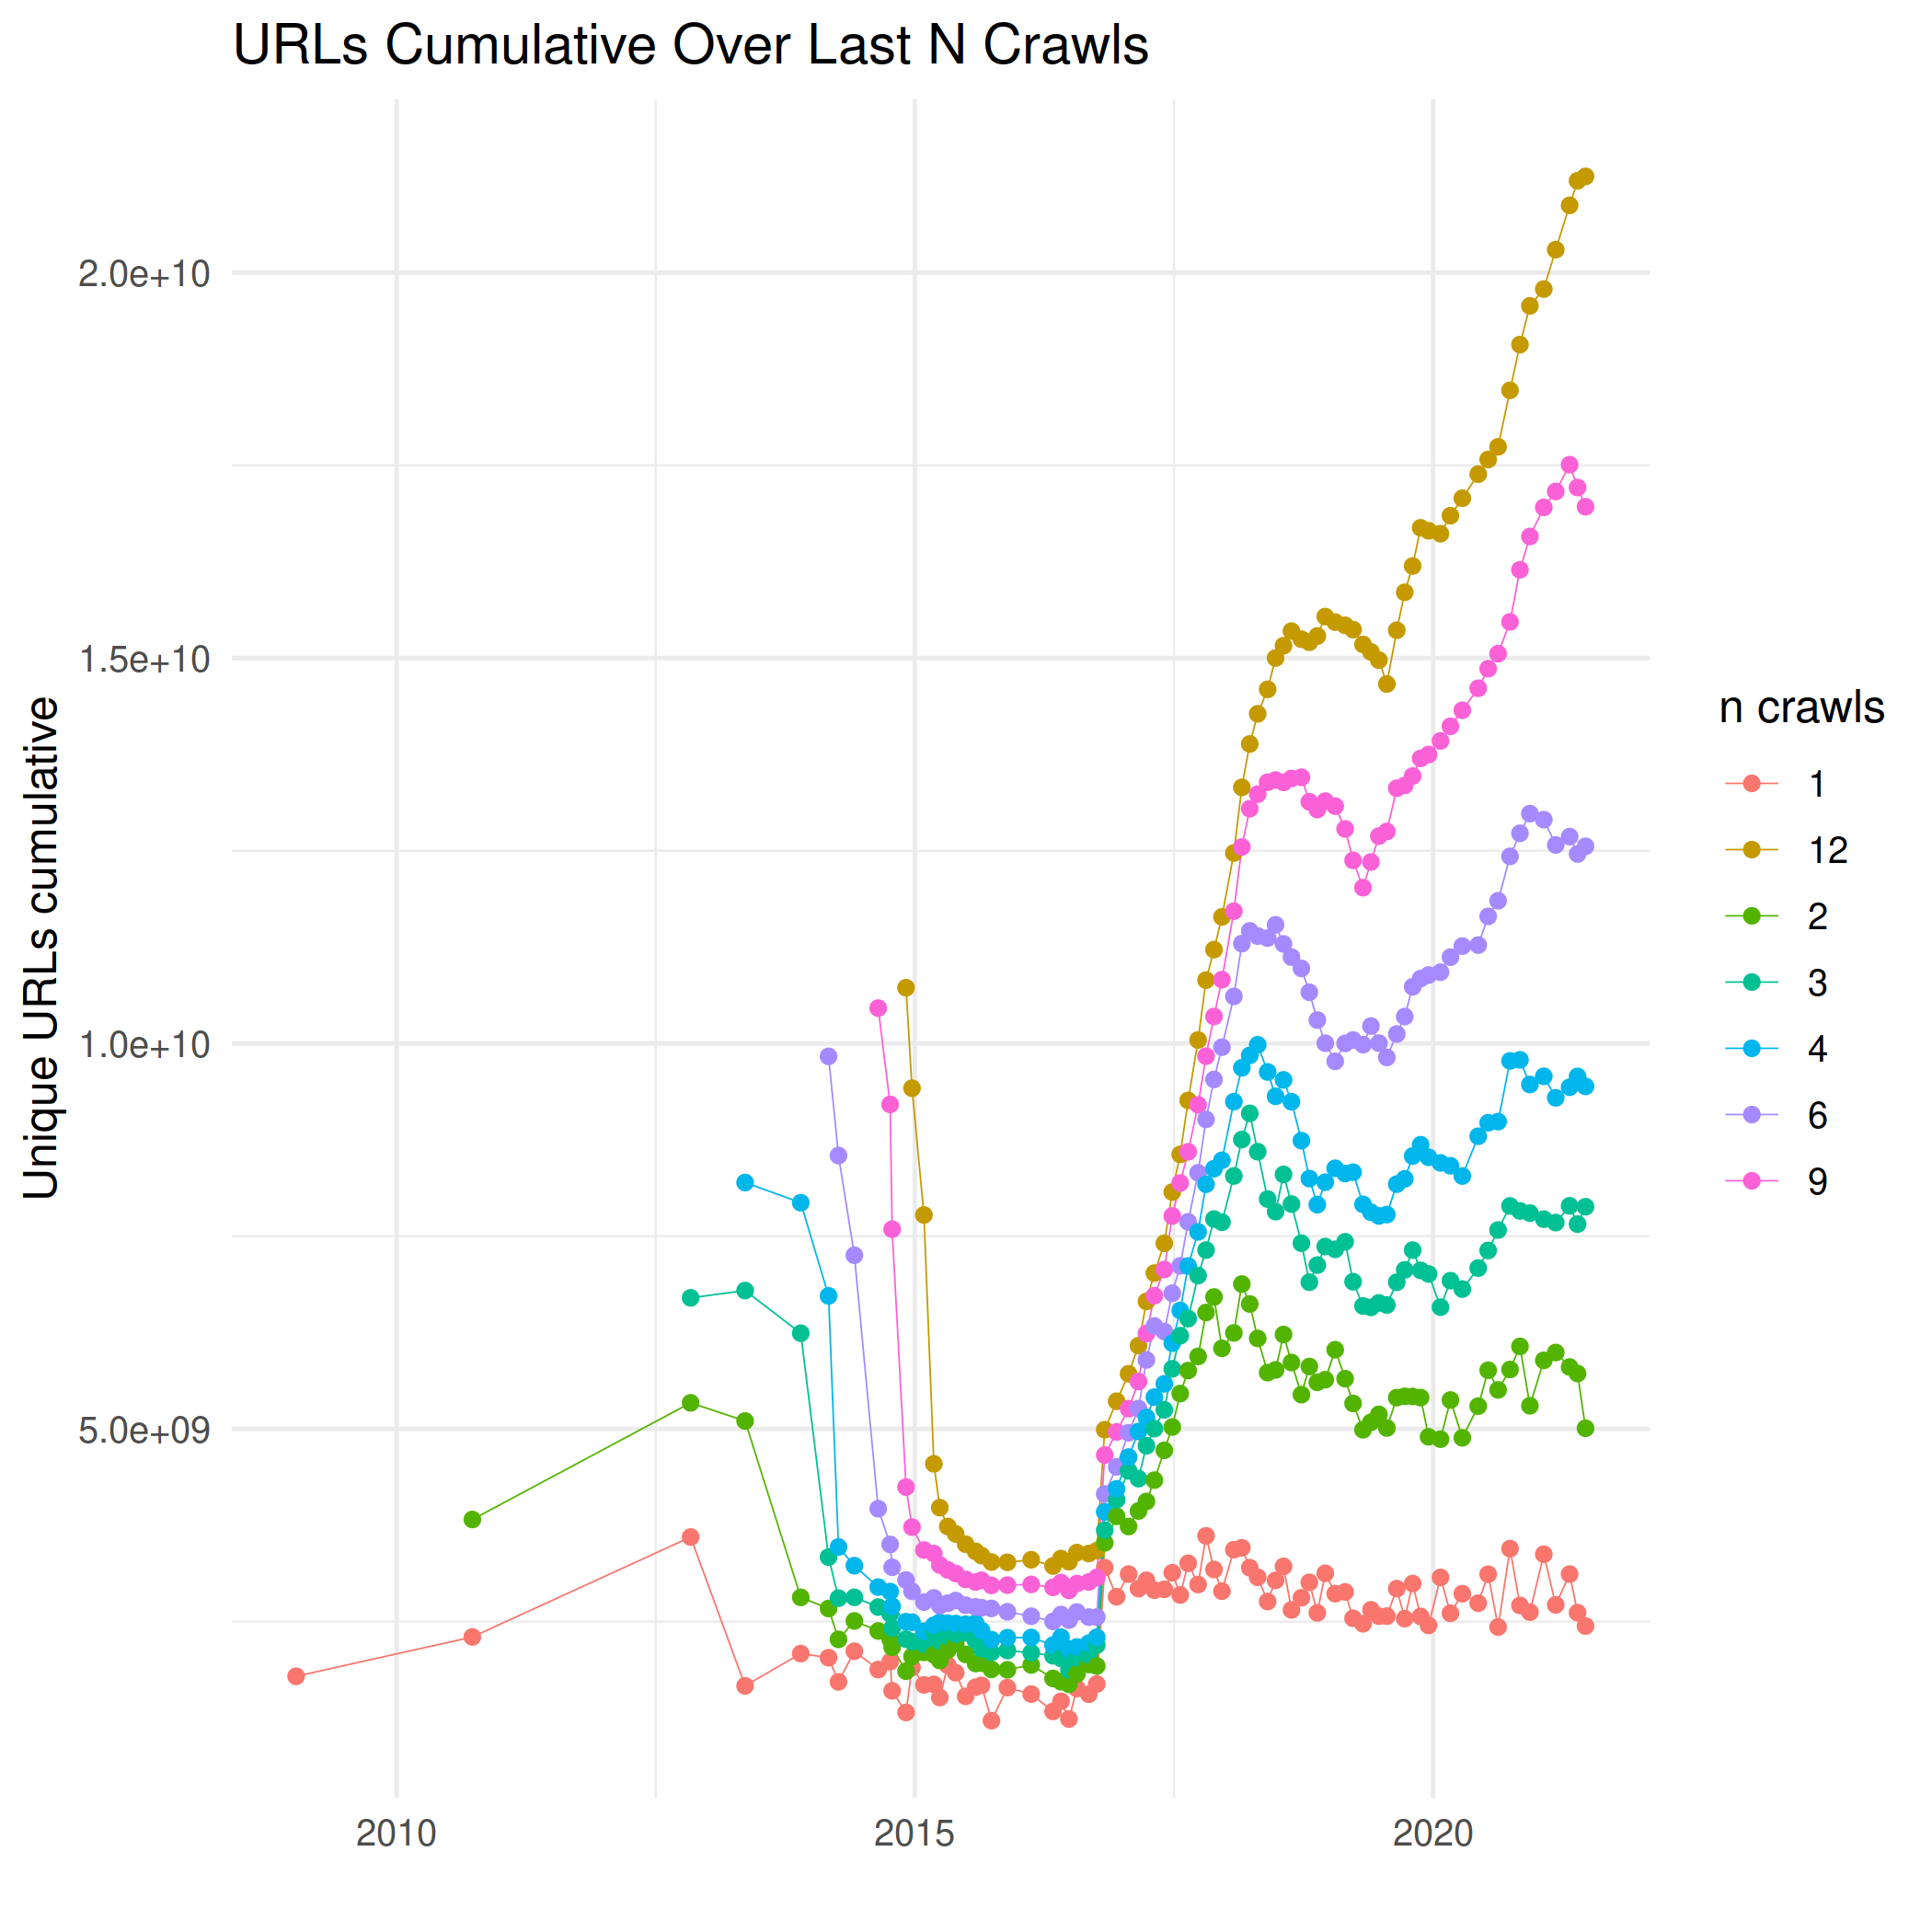 URLs Cumulative Over Last N Crawls
Unique URLs cumulative
2.0e+10
1.5e+10
1.0e+10
5.0e+09
2010
2015
2020
n crawls
1
12
2
3
4
6
9